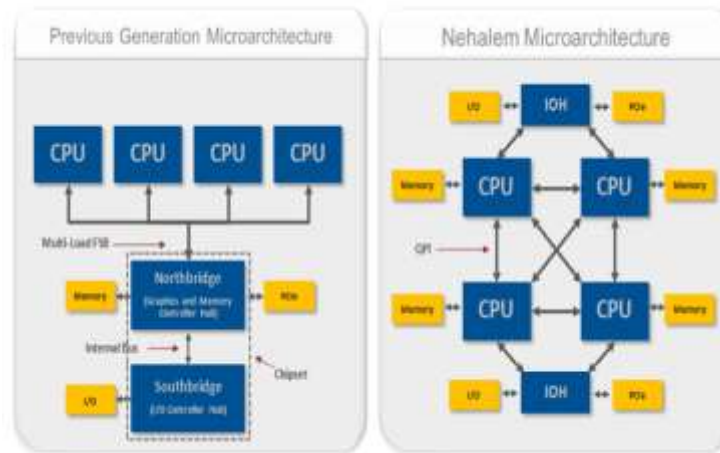 Previous Generation Microarchitecture
CPU
CPU
CPU
CPU
Multi-Load FSB
Northbridge
(Graphics and Memory
Controller Hub)
Memory
PCIe
Internal Bus
Chipset
Southbridge
(I/O Controller Hub)
I/O
Nehalem Microarchitecture
I/O
IOH
PCIe
Memory
CPU
CPU
Memory
QPI
Memory
CPU
CPU
Memory
I/O
IOH
PCIe